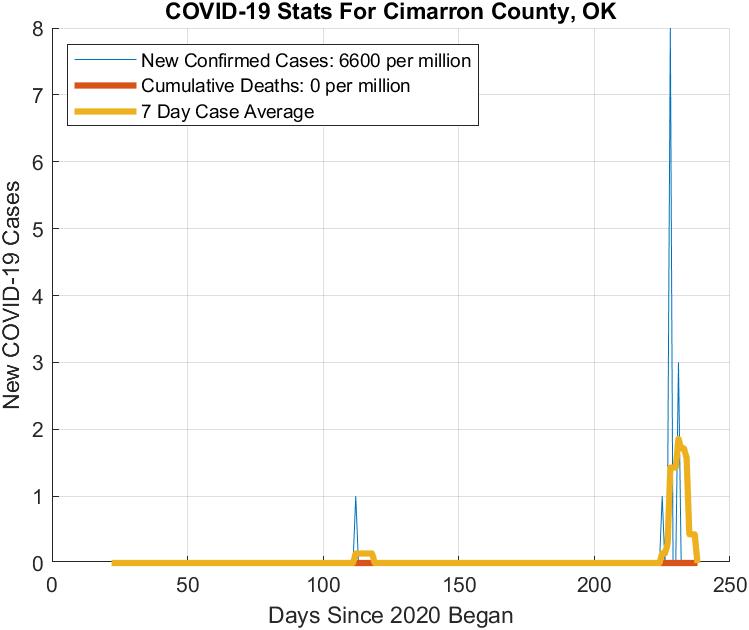 COVID-19 Stats For Cimarron County, OK
8
New Confirmed Cases: 6600 per million
Cumulative Deaths: 0 per million
7 Day Case Average
7
6
5
4
3
2
1
0
New COVID-19 Cases
0 50 100 150 200 250
Days Since 2020 Began